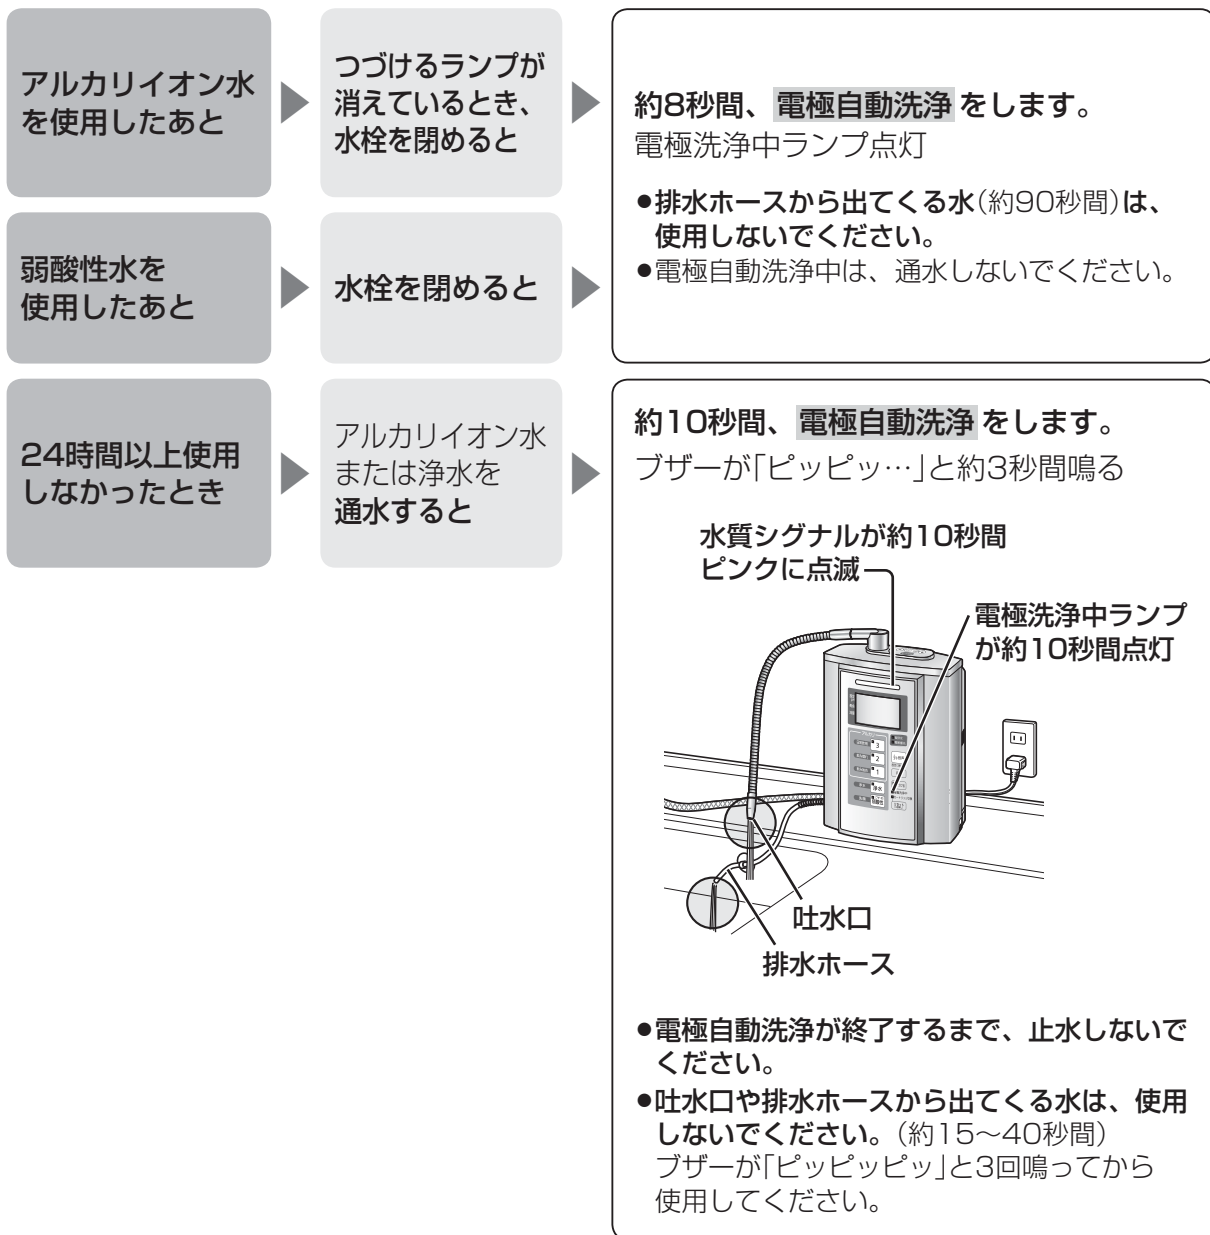 アルカリイオン水
を使用したあと
つづけるランプが
消えているとき、
水栓を閉めると
弱酸性水を
使用したあと
水栓を閉めると
約8秒間、電極自動洗浄をします。
電極洗浄中ランプ点灯
●排水ホースから出てくる水(約90秒間)は、
使用しないでください。
●電極自動洗浄中は、通水しないでください。
24時間以上使用
しなかったとき
アルカリイオン水
または浄水を
通水すると
約10秒間、電極自動洗浄をします。
ブザーが「ピッピッ…」と約3秒間鳴る
水質シグナルが約10秒間
ピンクに点滅
電極洗浄中ランプ
が約10秒間点灯
3
2
1
浄水
吐水口
排水ホース
●電極自動洗浄が終了するまで、止水しないで
ください。
●吐水口や排水ホースから出てくる水は、使用
しないでください。(約15～40秒間)
ブザーが「ピッピッピッ」と3回鳴ってから
使用してください。